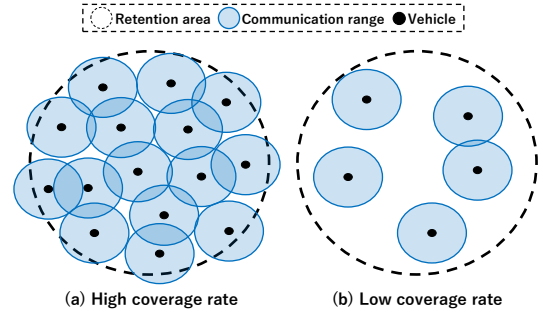 Retention area Communication range Vehicle
(a) High coverage rate
(b) Low coverage rate